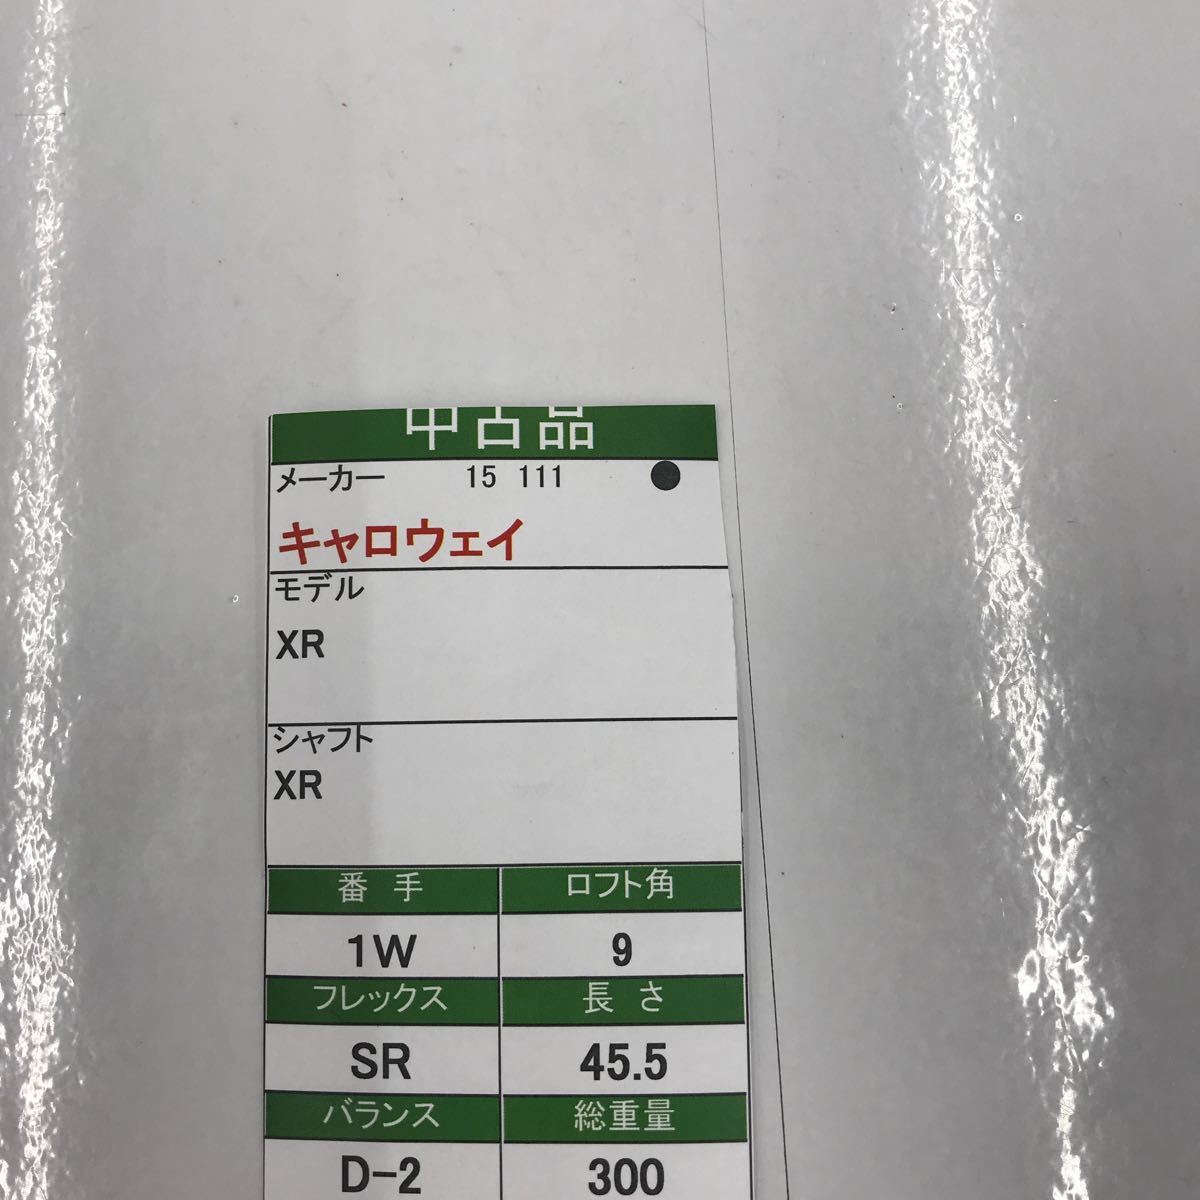 中古品
メーカー 15 111 ●
キャロウェイ
モデル
XR
シャフト
XR
番手 ロフト角
1W 9
フレックス 長さ
SR 45.5
バランス 総重量
D-2 300